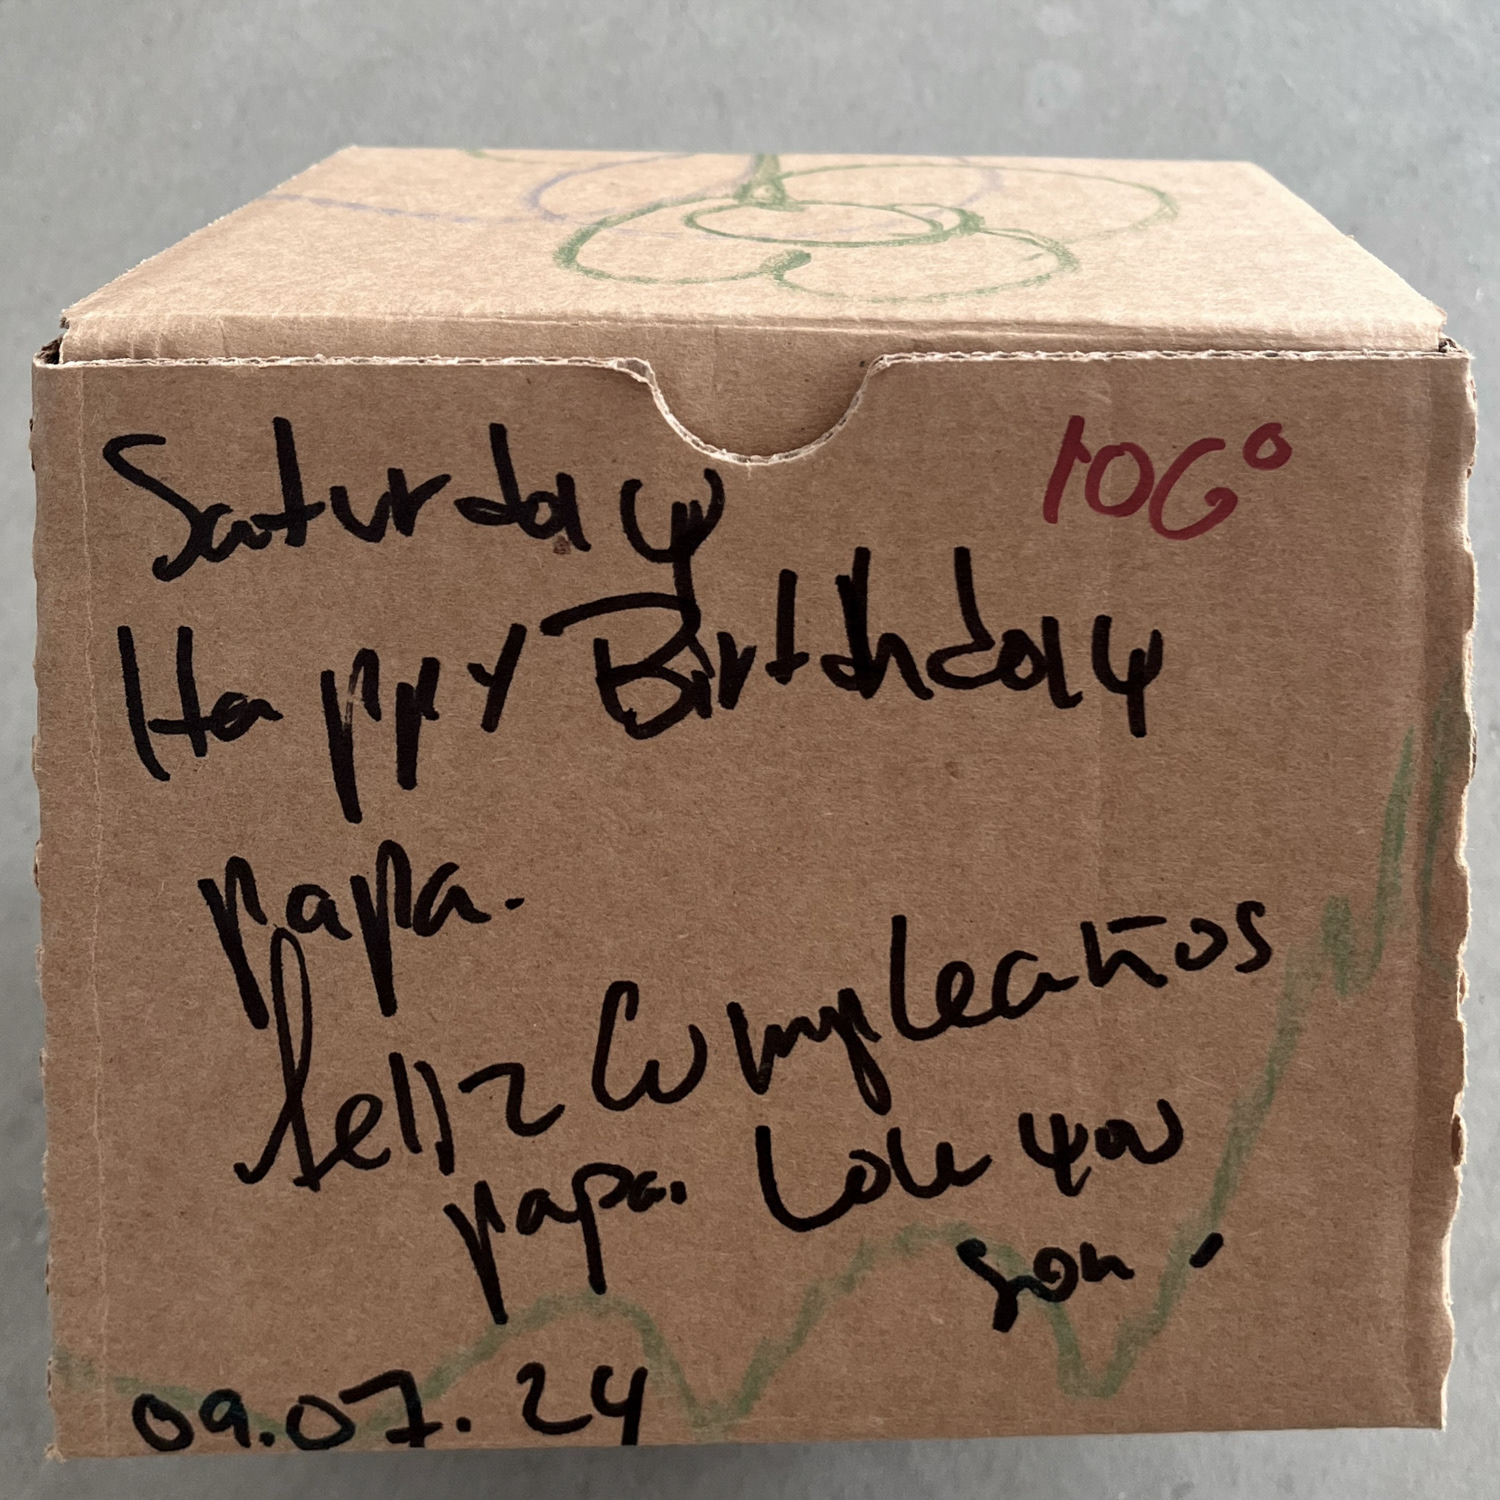 Saturday 106°
Happy Birthday
papa.
feliz Cumpleaños
papa. Love you
son.
09.07.24